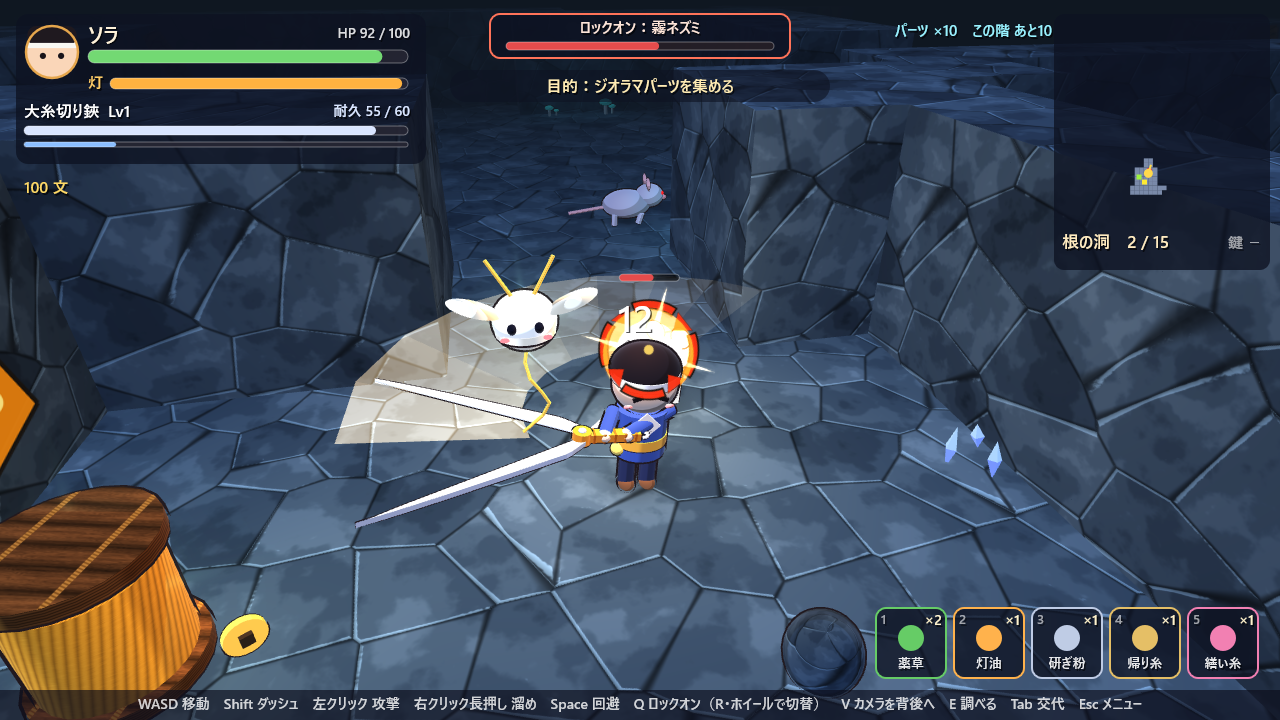 ソラ HP 92 / 100
灯
大糸切り鋏 Lv1 耐久 55 / 60
100 文
ロックオン：霧ネズミ
目的：ジオラマパーツを集める
パーツ ×10 この階 あと10
根の洞 2 / 15 鍵 －
12
1 ×2 薬草
2 ×1 灯油
3 ×1 研ぎ粉
4 ×1 帰り糸
5 ×1 繕い糸
WASD 移動 Shift ダッシュ 左クリック 攻撃 右クリック長押し 溜め Space 回避 Q ロックオン（R・ホイールで切替） V カメラを背後へ E 調べる Tab 交代 Esc メニュー